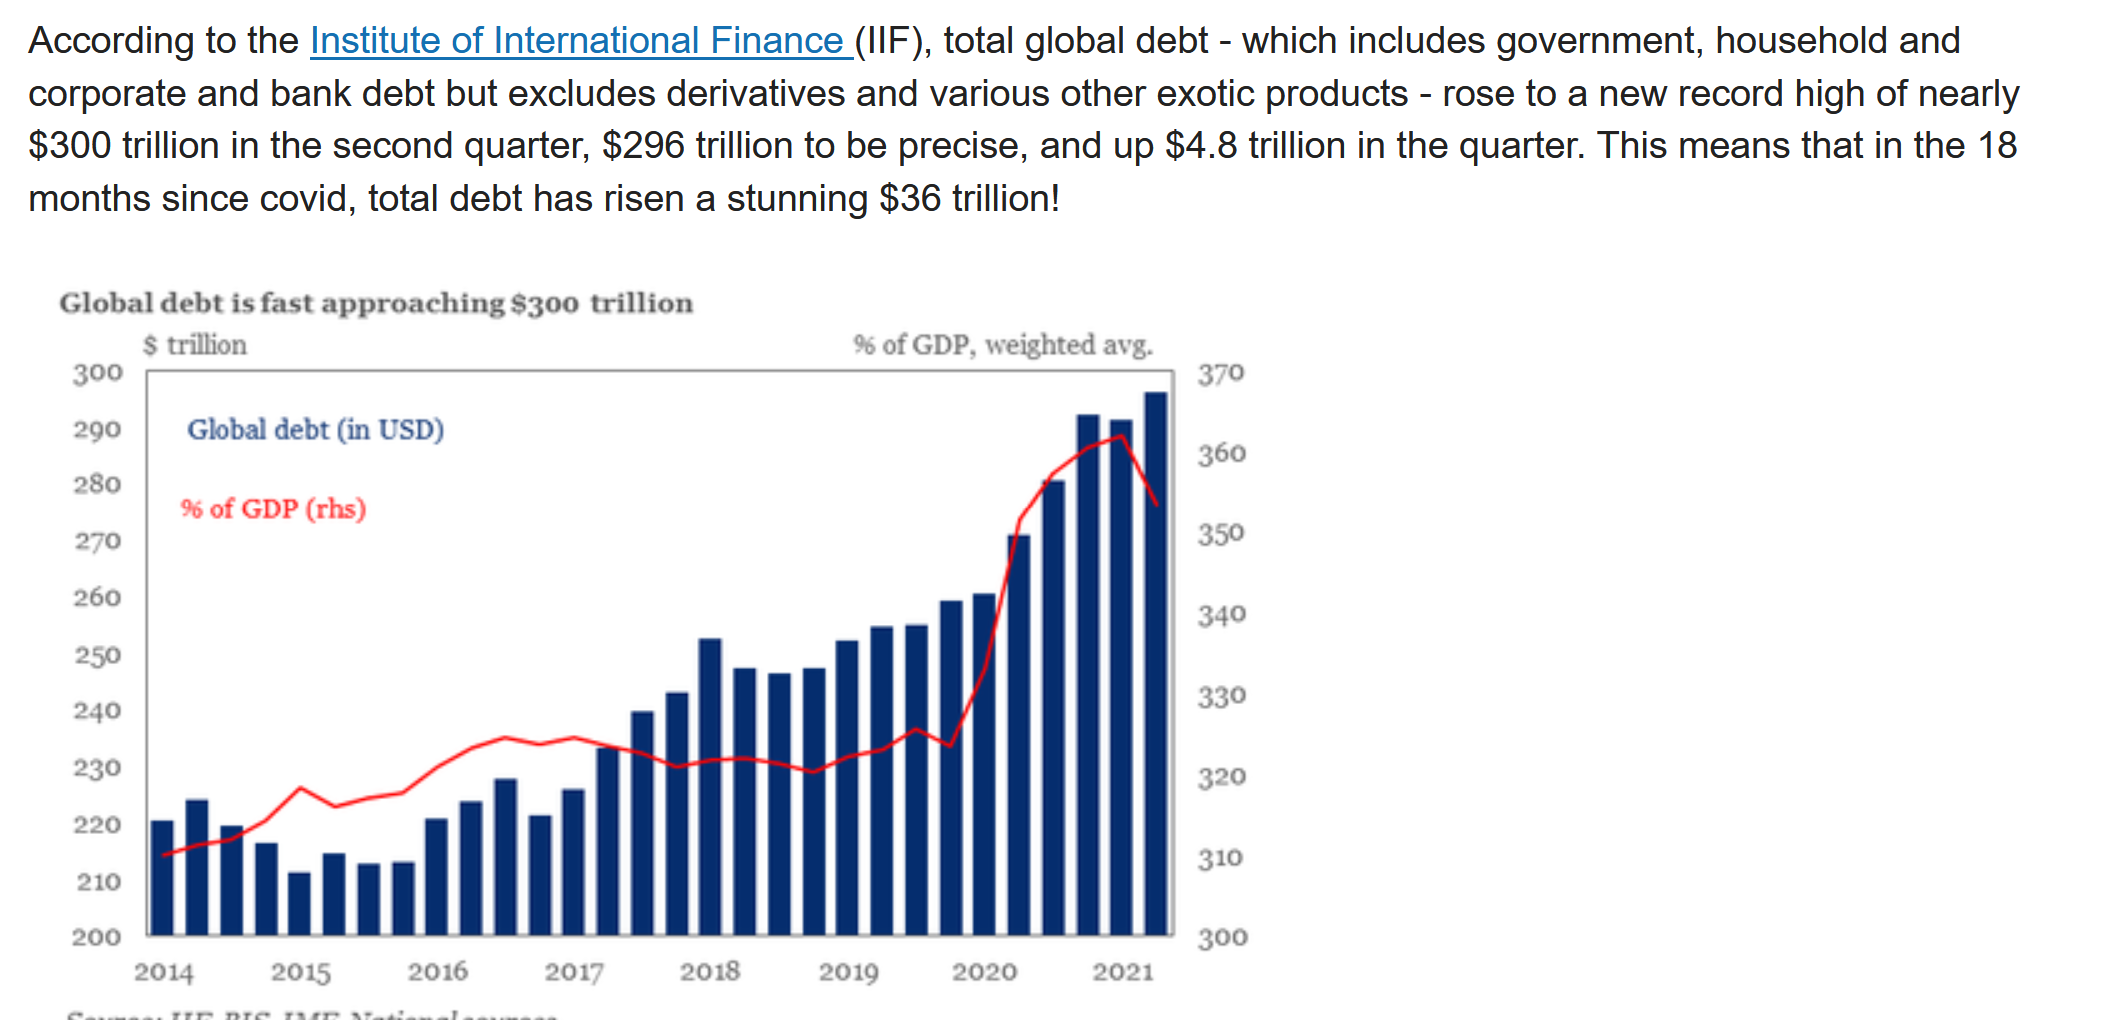 According to the Institute of International Finance (IIF), total global debt - which includes government, household and
corporate and bank debt but excludes derivatives and various other exotic products - rose to a new record high of nearly
$300 trillion in the second quarter, $296 trillion to be precise, and up $4.8 trillion in the quarter. This means that in the 18
months since covid, total debt has risen a stunning $36 trillion!
Global debt is fast approaching $300 trillion
$ trillion % of GDP, weighted avg.
300 370
290
Global debt (in USD)
360
280
% of GDP (rhs)
270 350
260 340
250
330
240
230 320
220
310
210
200 300
2014 2015 2016 2017 2018 2019 2020 2021
Source: IIF, BIS, IMF, National sources